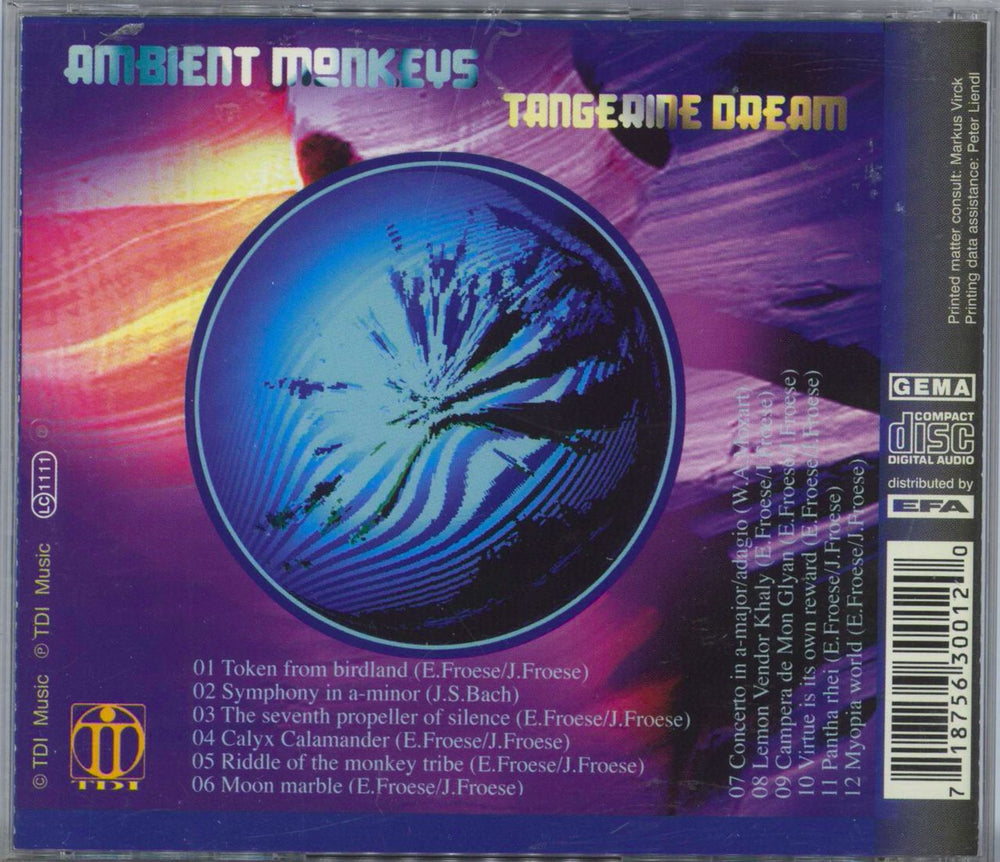 AMBIENT MONKEYS
TANGERINE DREAM
01 Token from birdland (E.Froese/J.Froese)
02 Symphony in a-minor (J.S.Bach)
03 The seventh propeller of silence (E.Froese/J.Froese)
04 Calyx Calamander (E.Froese/J.Froese)
05 Riddle of the monkey tribe (E.Froese/J.Froese)
06 Moon marble (E.Froese/J.Froese)
07 Concerto in a-major/adagio (W.A.Mozart)
08 Lemon Vendor Khaly (E. Froese/J.Froese)
09 Campera de Mon Glyan (E.Froese/J.Froese)
10 Virtue is its own reward (E.Froese/J.Froese)
11 Pantha rhei (E.Froese/J.Froese)
12 Myopia world (E.Froese/J.Froese)
© TDI Music ℗ TDI Music
LC 1111
TDI
Printed matter consult: Markus Virck
Printing data assistance: Peter Liendl
GEMA
COMPACT
disc
DIGITAL AUDIO
distributed by
EFA
7 18756 30012 0